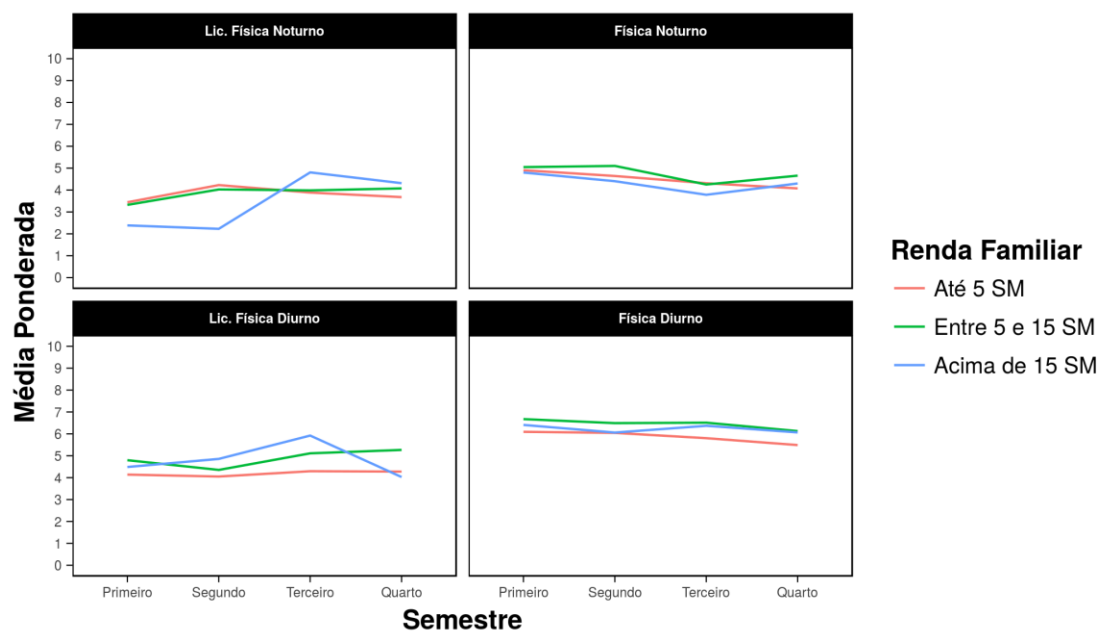 Lic. Física Noturno
Física Noturno
10
9
8
7
6
5
4
3
2
1
0
Lic. Física Diurno
Física Diurno
10
9
8
7
6
5
4
3
2
1
0
Média Ponderada
Primeiro Segundo Terceiro Quarto
Primeiro Segundo Terceiro Quarto
Semestre
Renda Familiar
Até 5 SM
Entre 5 e 15 SM
Acima de 15 SM